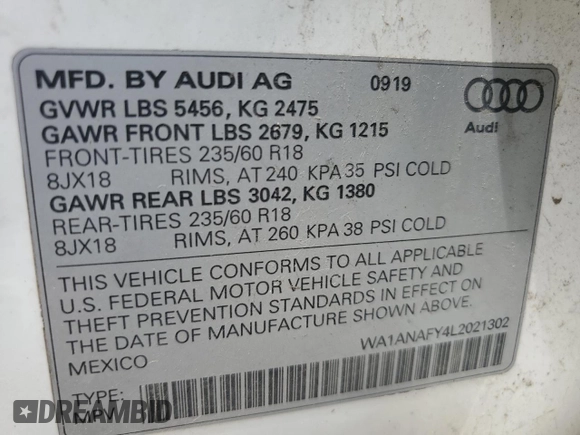 MFD. BY AUDI AG 0919
GVWR LBS 5456, KG 2475
GAWR FRONT LBS 2679, KG 1215
FRONT-TIRES 235/60 R18
8JX18 RIMS, AT 240 KPA 35 PSI COLD
GAWR REAR LBS 3042, KG 1380
REAR-TIRES 235/60 R18
8JX18 RIMS, AT 260 KPA 38 PSI COLD
Audi
THIS VEHICLE CONFORMS TO ALL APPLICABLE
U.S. FEDERAL MOTOR VEHICLE SAFETY AND
THEFT PREVENTION STANDARDS IN EFFECT ON
THE DATE OF MANUFACTURE SHOWN ABOVE.
MEXICO WA1ANAFY4L2021302
TYPE:
MPV
DREAMBID